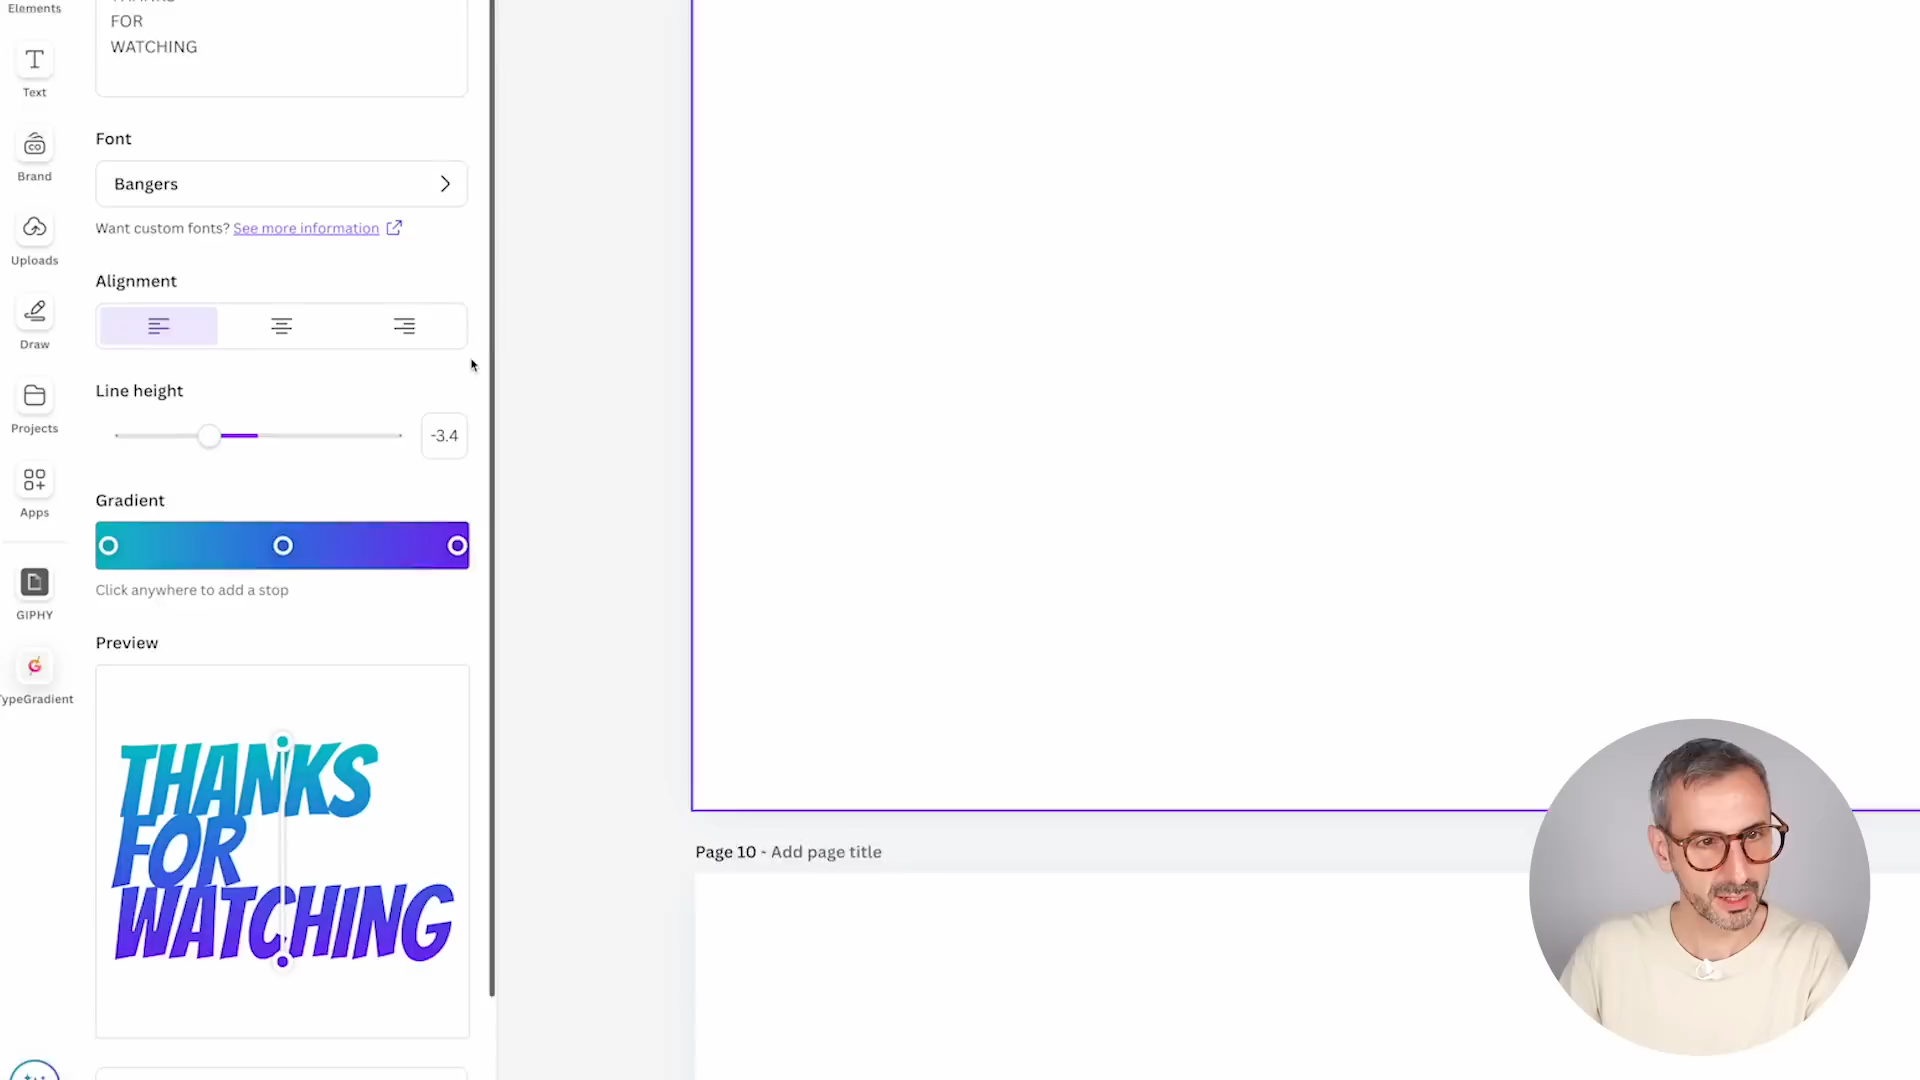 Elements
FOR
WATCHING
Text
Font
Brand
Bangers
Want custom fonts? See more information
Uploads
Alignment
Draw
Line height
Projects
-3.4
Gradient
Apps
Click anywhere to add a stop
GIPHY
Preview
TypeGradient
THANKS
FOR
WATCHING
Page 10 - Add page title